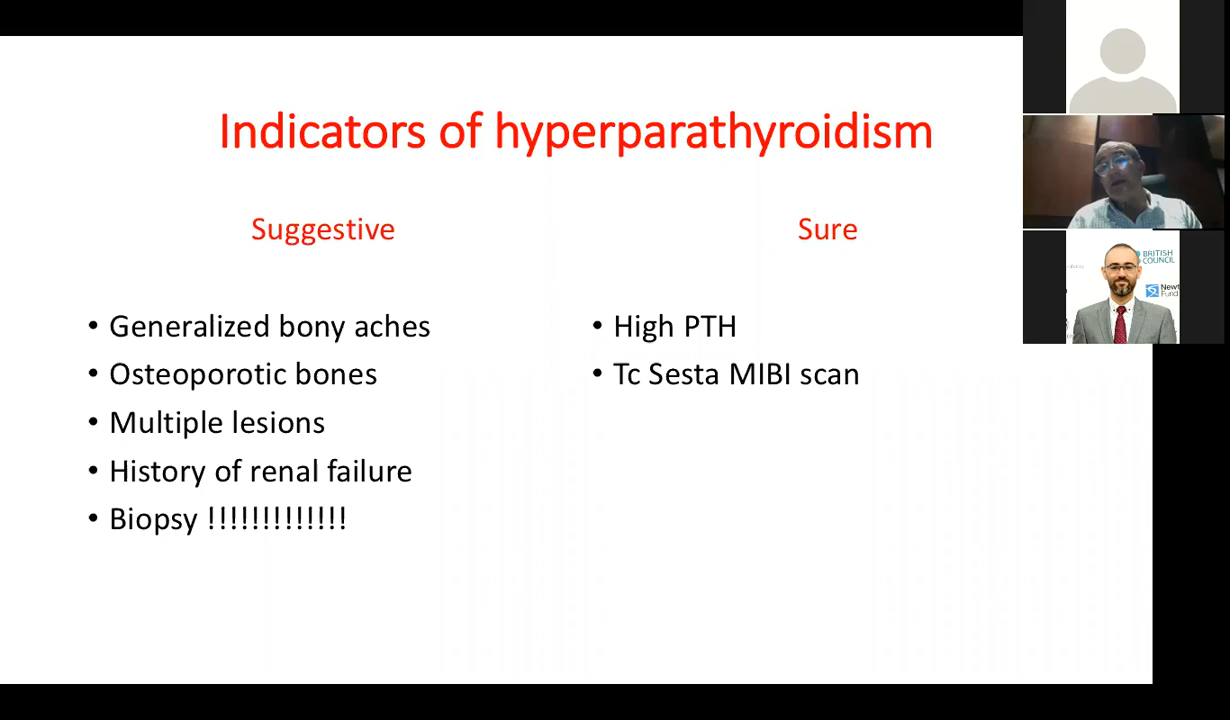 Indicators of hyperparathyroidism
Suggestive
• Generalized bony aches
• Osteoporotic bones
• Multiple lesions
• History of renal failure
• Biopsy !!!!!!!!!!!!!
Sure
• High PTH
• Tc Sesta MIBI scan
BRITISH
COUNCIL
Fund